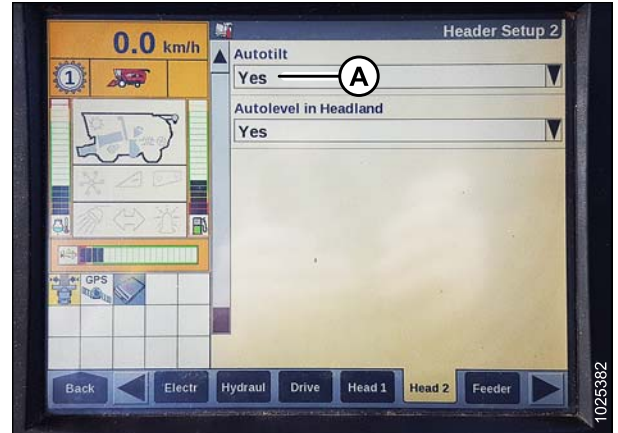 0.0 km/h
1
Header Setup 2
Autotilt
Yes
A
Autolevel in Headland
Yes
GPS
Back
Electr
Hydraul
Drive
Head 1
Head 2
Feeder
1025382